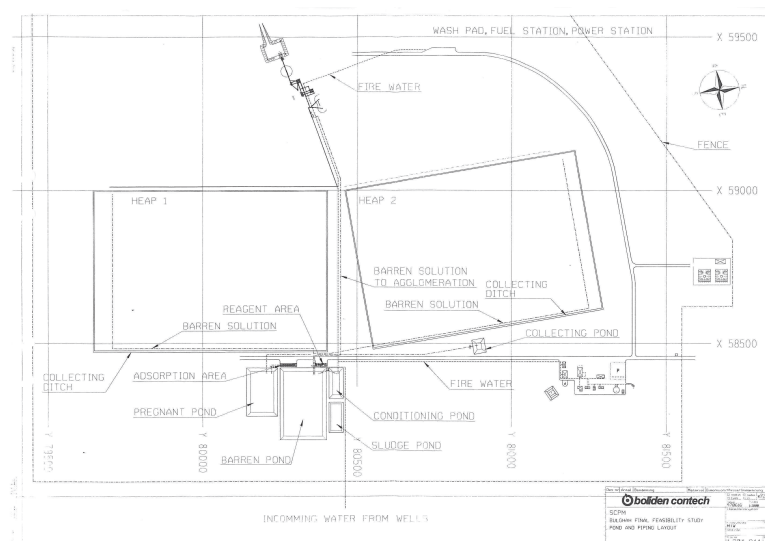 WASH PAD, FUEL STATION, POWER STATION
X 59500
FIRE WATER
FENCE
X 59000
HEAP 1
HEAP 2
BARREN SOLUTION
TO AGGLOMERATION
COLLECTING
DITCH
REAGENT AREA
BARREN SOLUTION
BARREN SOLUTION
COLLECTING POND
X 58500
COLLECTING
DITCH
ADSORPTION AREA
FIRE WATER
P
PREGNANT POND
CONDITIONING POND
SLUDGE POND
BARREN POND
Y 80000
Y 80500
Y 81000
Y 81500
INCOMMING WATER FROM WELLS
boliden contech
SCPM
BULGHAH FINAL FEASIBILITY STUDY
POND AND PIPING LAYOUT